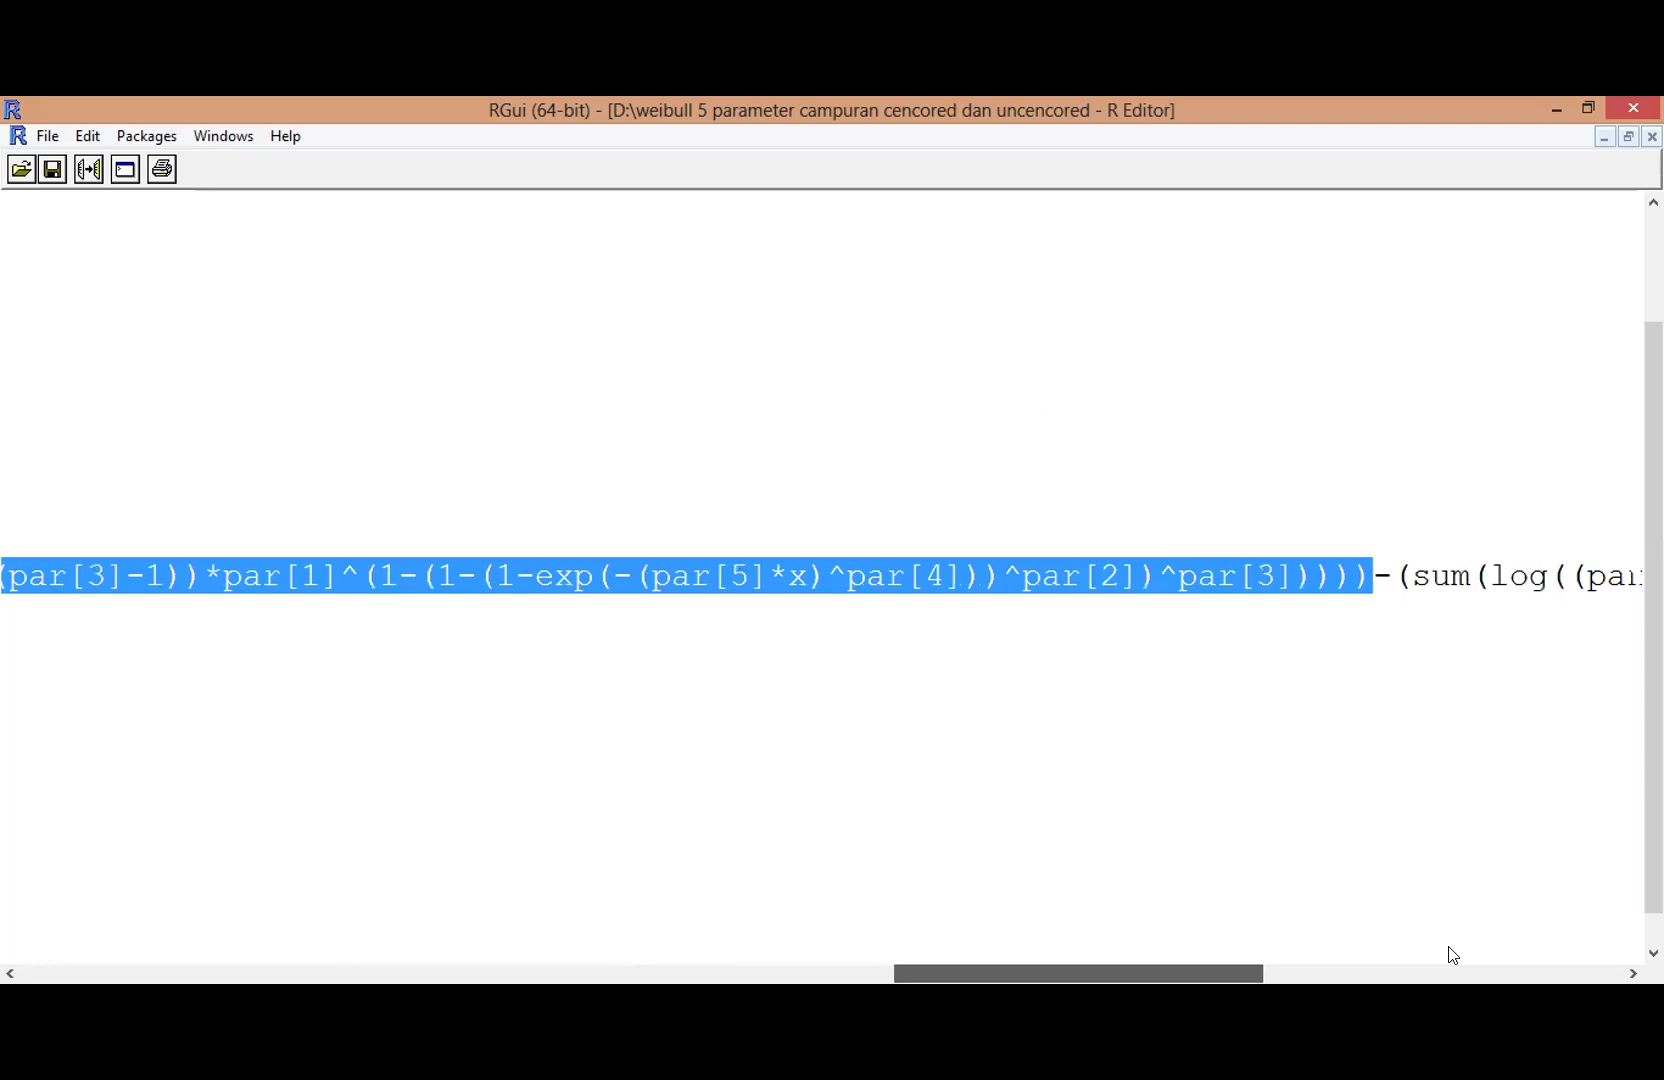 RGui (64-bit) - [D:\weibull 5 parameter campuran cencored dan uncencored - R Editor]
File Edit Packages Windows Help
(par[3]-1))*par[1]^(1-(1-(1-exp(-(par[5]*x)^par[4]))^par[2])^par[3]))))-(sum(log((par